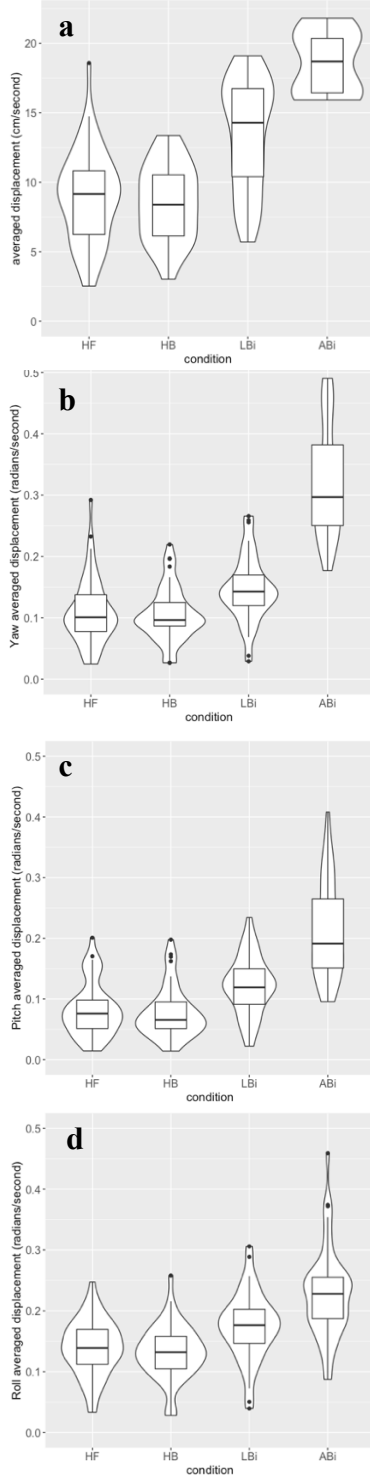 a
averaged displacement (cm/second)
20
15
10
5
0
HF HB LBi ABi
condition
b
Yaw averaged displacement (radians/second)
0.5
0.4
0.3
0.2
0.1
0.0
HF HB LBi ABi
condition
c
Pitch averaged displacement (radians/second)
0.5
0.4
0.3
0.2
0.1
0.0
HF HB LBi ABi
condition
d
Roll averaged displacement (radians/second)
0.5
0.4
0.3
0.2
0.1
0.0
HF HB LBi ABi
condition